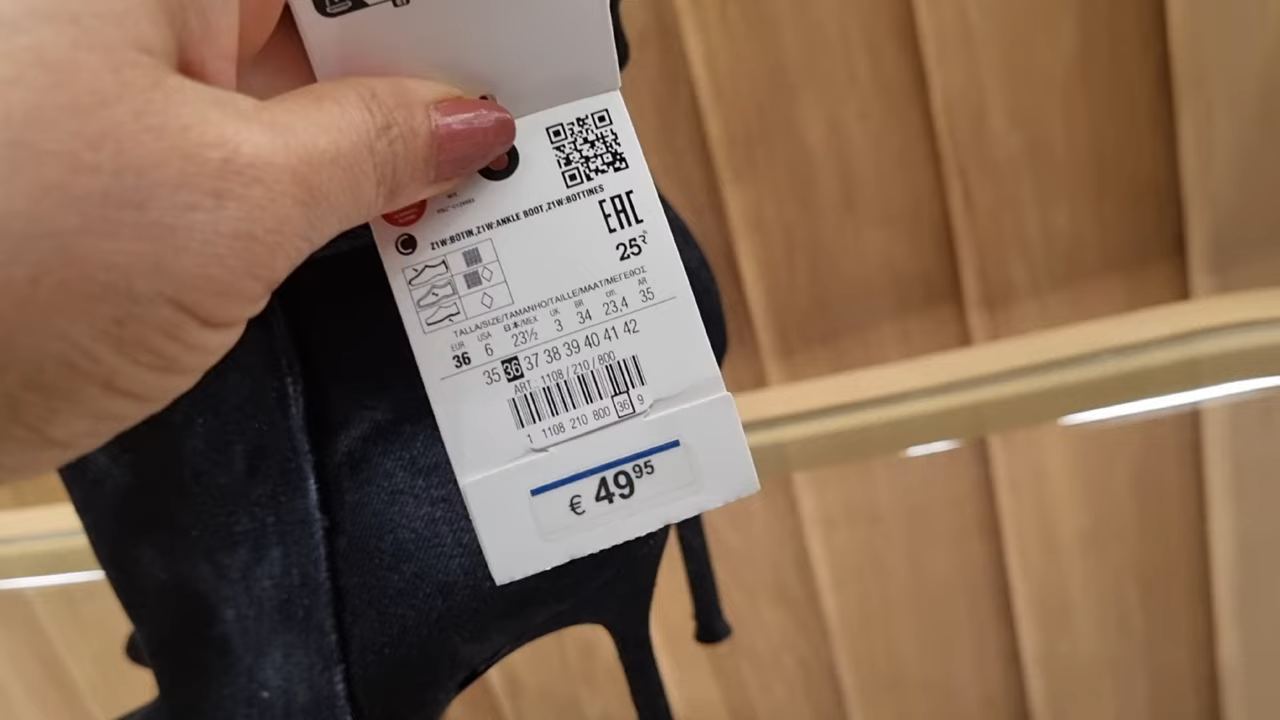 Z1W:BOTIN,Z1W:ANKLE BOOT,Z1W:BOTTINES
EAC
25
TALLA/SIZE/TAMANHO/TAILLE/MAAT/ΜΕΓΕΘΟΣ
EUR USA 日本/MEX UK BR cm. AR
36 6 23½ 3 34 23,4 35
35 36 37 38 39 40 41 42
ART.: 1108 / 210 / 800
1 1108 210 800 36 9
€ 49 95